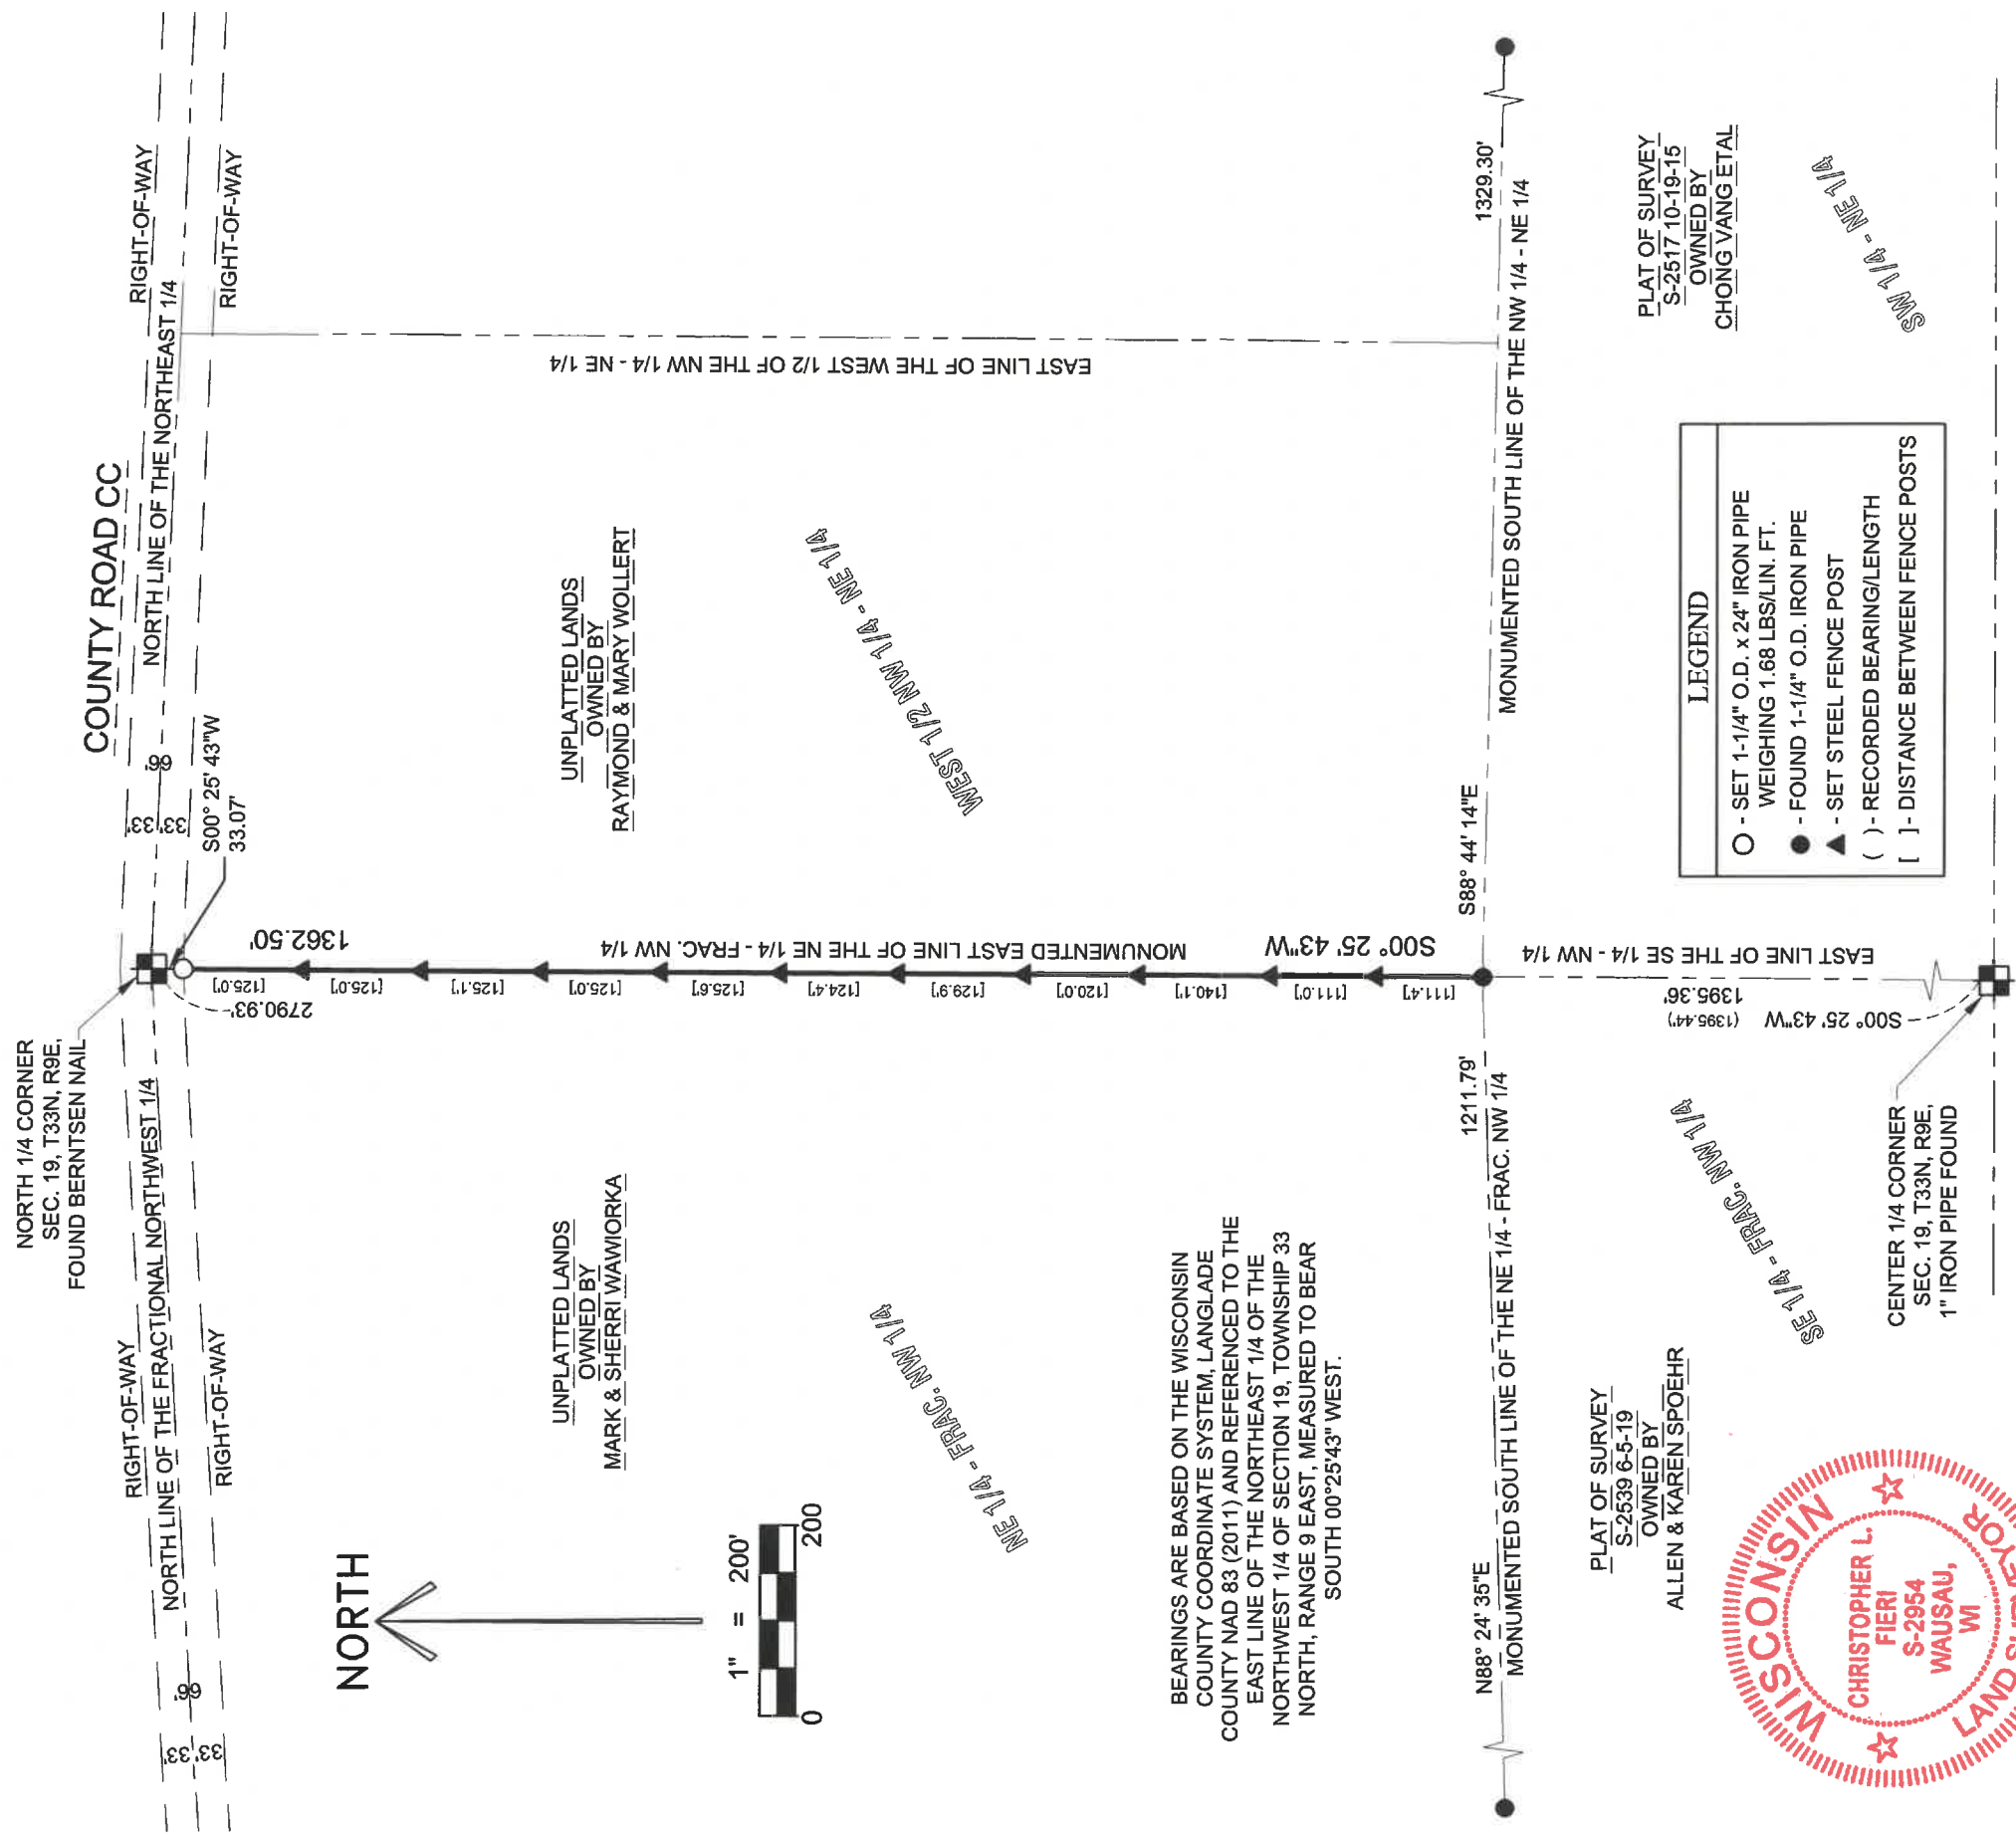 NORTH 1/4 CORNER
SEC. 19, T33N, R9E,
FOUND BERNTSEN NAIL
COUNTY ROAD CC
RIGHT-OF-WAY
NORTH LINE OF THE FRACTIONAL NORTHWEST 1/4
RIGHT-OF-WAY
33'
33'
66'
RIGHT-OF-WAY
NORTH LINE OF THE NORTHEAST 1/4
RIGHT-OF-WAY
33'
33'
66'
S00° 25' 43"W
33.07'
2790.93'
1362.50'
[125.0']
[125.0']
[125.1']
[125.0']
[125.6']
[124.4']
[129.9']
[120.0']
[140.1']
[111.0']
[111.4']
MONUMENTED EAST LINE OF THE NE 1/4 - FRAC. NW 1/4
S00° 25' 43"W
EAST LINE OF THE WEST 1/2 OF THE NW 1/4 - NE 1/4
NORTH
1" = 200'
0
200
UNPLATTED LANDS
OWNED BY
MARK & SHERRI WAWIORKA
UNPLATTED LANDS
OWNED BY
RAYMOND & MARY WOLLERT
NE 1/4 - FRAC. NW 1/4
WEST 1/2 NW 1/4 - NE 1/4
BEARINGS ARE BASED ON THE WISCONSIN
COUNTY COORDINATE SYSTEM, LANGLADE
COUNTY NAD 83 (2011) AND REFERENCED TO THE
EAST LINE OF THE NORTHEAST 1/4 OF THE
NORTHWEST 1/4 OF SECTION 19, TOWNSHIP 33
NORTH, RANGE 9 EAST, MEASURED TO BEAR
SOUTH 00°25'43" WEST.
N88° 24' 35"E
1211.79'
MONUMENTED SOUTH LINE OF THE NE 1/4 - FRAC. NW 1/4
S88° 44' 14"E
1329.30'
MONUMENTED SOUTH LINE OF THE NW 1/4 - NE 1/4
EAST LINE OF THE SE 1/4 - NW 1/4
1395.36'
(1395.44')
S00° 25' 43"W
PLAT OF SURVEY
S-2539 6-5-19
OWNED BY
ALLEN & KAREN SPOEHR
SE 1/4 - FRAC. NW 1/4
PLAT OF SURVEY
S-2517 10-19-15
OWNED BY
CHONG VANG ETAL
SW 1/4 - NE 1/4
LEGEND
- SET 1-1/4" O.D. x 24" IRON PIPE
WEIGHING 1.68 LBS/LIN. FT.
- FOUND 1-1/4" O.D. IRON PIPE
- SET STEEL FENCE POST
( ) - RECORDED BEARING/LENGTH
[ ] - DISTANCE BETWEEN FENCE POSTS
CENTER 1/4 CORNER
SEC. 19, T33N, R9E,
1" IRON PIPE FOUND
WISCONSIN
CHRISTOPHER L.
FIERI
S-2954
WAUSAU,
WI
LAND SURVEYOR